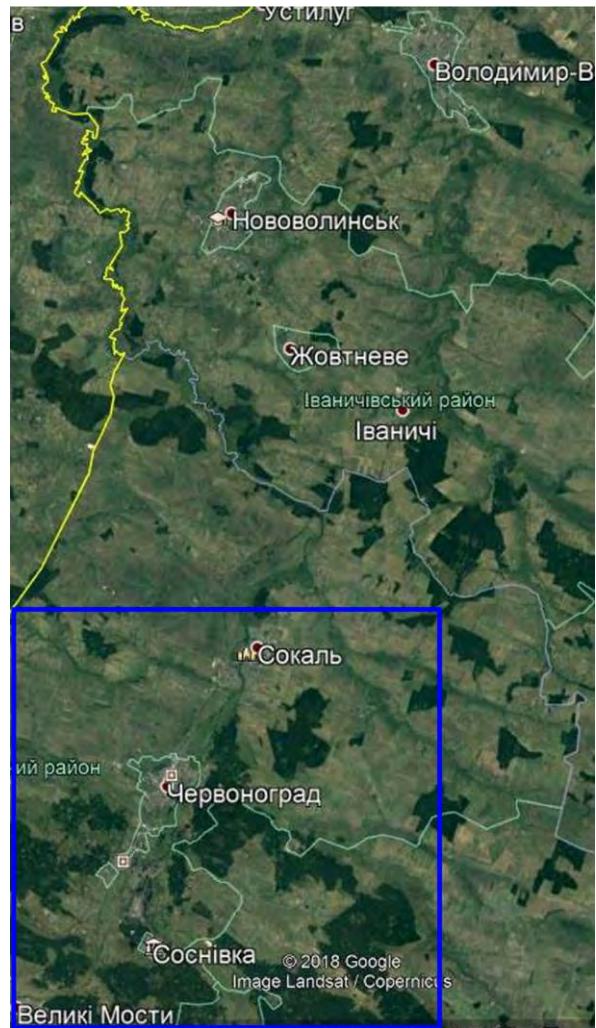 Устилуг
в
Володимир-В
Нововолинськ
Жовтневе
Іваничівський район
Іваничі
Сокаль
ий район
Червоноград
Соснівка
© 2018 Google
Image Landsat / Copernicus
Великі Мости